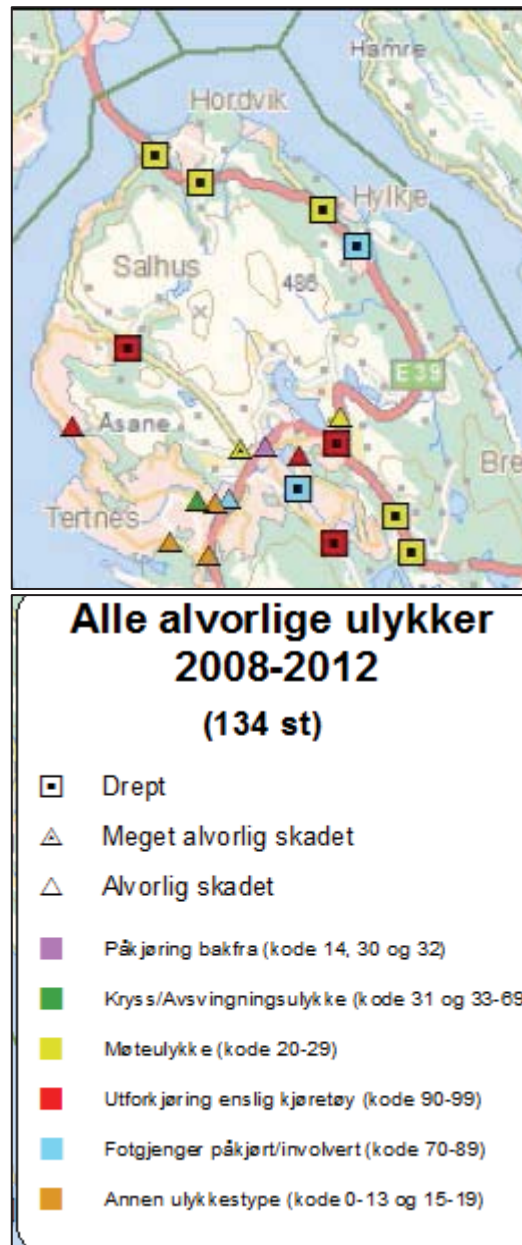 Hamre
Hordvik
Hylkje
Salhus
486
E 39
Åsane
Bre
Tertnes
Alle alvorlige ulykker
2008-2012
(134 st)
Drept
Meget alvorlig skadet
Alvorlig skadet
Påkjøring bakfra (kode 14, 30 og 32)
Kryss/Avsvingningsulykke (kode 31 og 33-69
Møteulykke (kode 20-29)
Utforkjøring enslig kjøretøy (kode 90-99)
Fotgjenger påkjørt/involvert (kode 70-89)
Annen ulykkestype (kode 0-13 og 15-19)